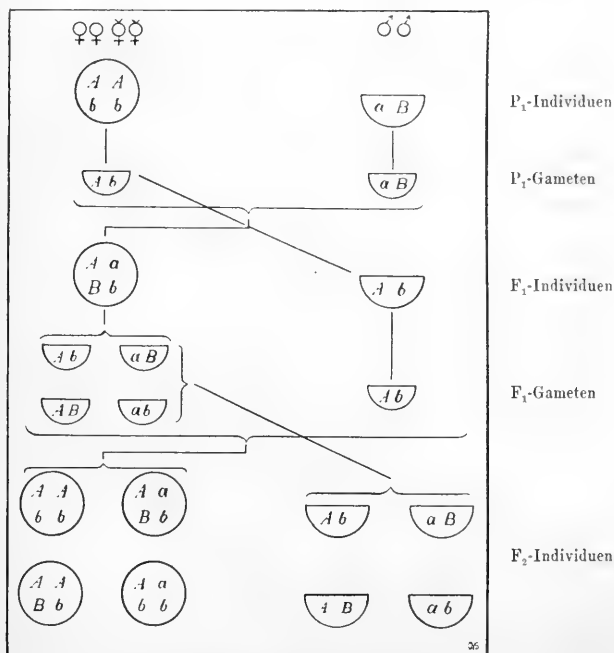 ♀♀ ☿☿ ♂♂
A A
b b
a B
P₁-Individuen
A b
a B
P₁-Gameten
A a
B b
A b
F₁-Individuen
A b
a B
A B
a b
A b
F₁-Gameten
A A
b b
A a
B b
A b
a B
F₂-Individuen
A A
B b
A a
b b
A B
a b